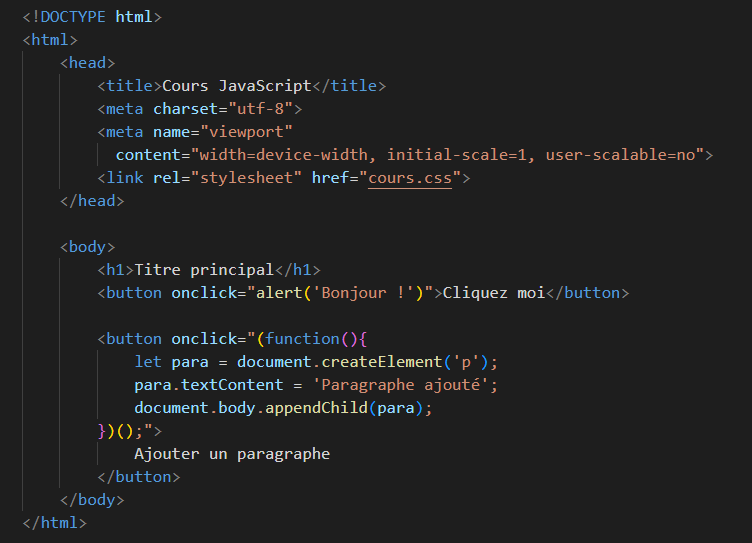 <!DOCTYPE html>
<html>
<head>
<title>Cours JavaScript</title>
<meta charset="utf-8">
<meta name="viewport"
content="width=device-width, initial-scale=1, user-scalable=no">
<link rel="stylesheet" href="cours.css">
</head>
<body>
<h1>Titre principal</h1>
<button onclick="alert('Bonjour !')">Cliquez moi</button>
<button onclick="(function(){
let para = document.createElement('p');
para.textContent = 'Paragraphe ajouté';
document.body.appendChild(para);
})();">
Ajouter un paragraphe
</button>
</body>
</html>